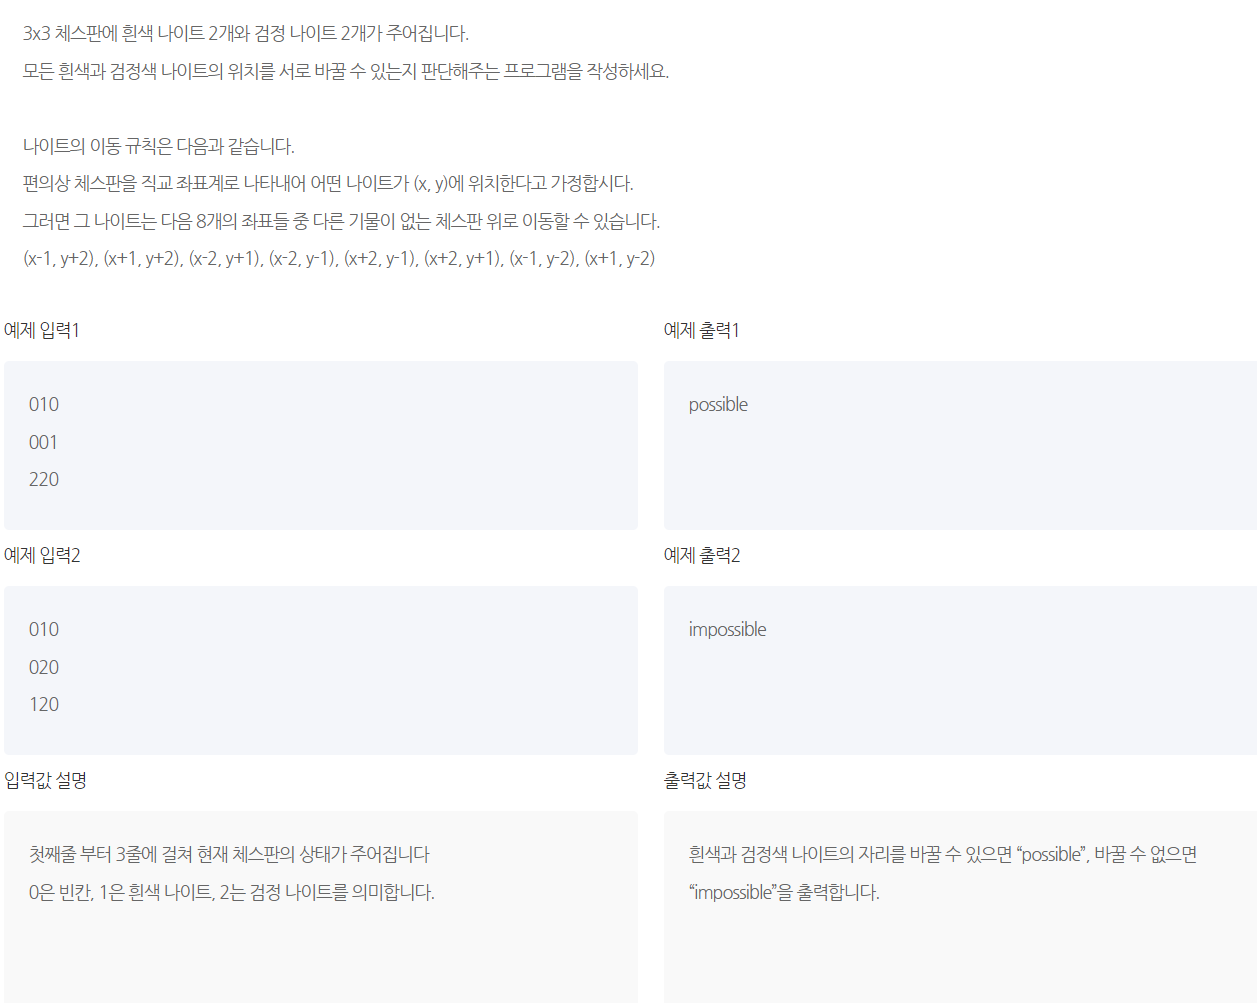 3x3 체스판에 흰색 나이트 2개와 검정 나이트 2개가 주어집니다.
모든 흰색과 검정색 나이트의 위치를 서로 바꿀 수 있는지 판단해주는 프로그램을 작성하세요.
나이트의 이동 규칙은 다음과 같습니다.
편의상 체스판을 직교 좌표계로 나타내어 어떤 나이트가 (x, y)에 위치한다고 가정합시다.
그러면 그 나이트는 다음 8개의 좌표들 중 다른 기물이 없는 체스판 위로 이동할 수 있습니다.
(x-1, y+2), (x+1, y+2), (x-2, y+1), (x-2, y-1), (x+2, y-1), (x+2, y+1), (x-1, y-2), (x+1, y-2)
예제 입력1
010
001
220
예제 출력1
possible
예제 입력2
010
020
120
예제 출력2
impossible
입력값 설명
첫째줄 부터 3줄에 걸쳐 현재 체스판의 상태가 주어집니다
0은 빈칸, 1은 흰색 나이트, 2는 검정 나이트를 의미합니다.
출력값 설명
흰색과 검정색 나이트의 자리를 바꿀 수 있으면 “possible”, 바꿀 수 없으면
“impossible”을 출력합니다.